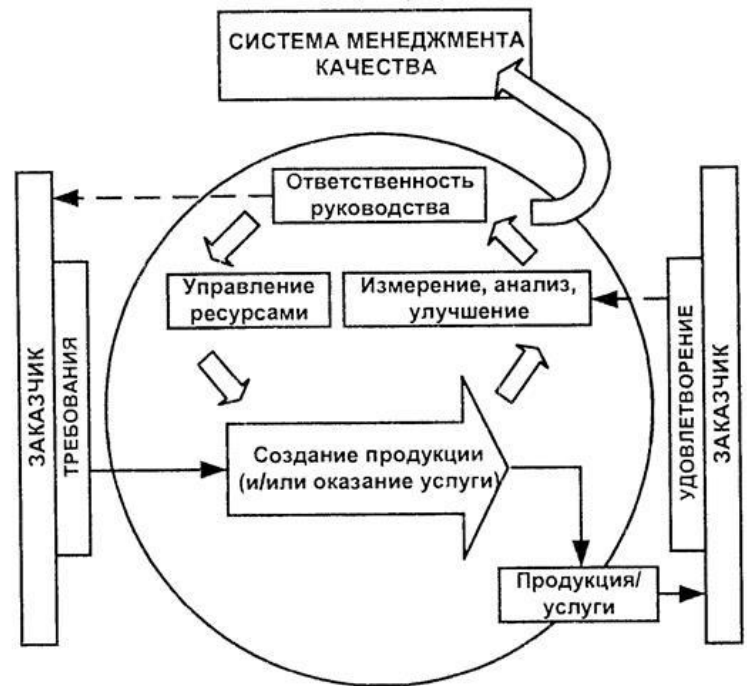 СИСТЕМА МЕНЕДЖМЕНТА
КАЧЕСТВА
Ответственность
руководства
Управление
ресурсами
Измерение, анализ,
улучшение
ЗАКАЗЧИК
ТРЕБОВАНИЯ
Создание продукции
(и/или оказание услуги)
УДОВЛЕТВОРЕНИЕ
ЗАКАЗЧИК
Продукция/
услуги